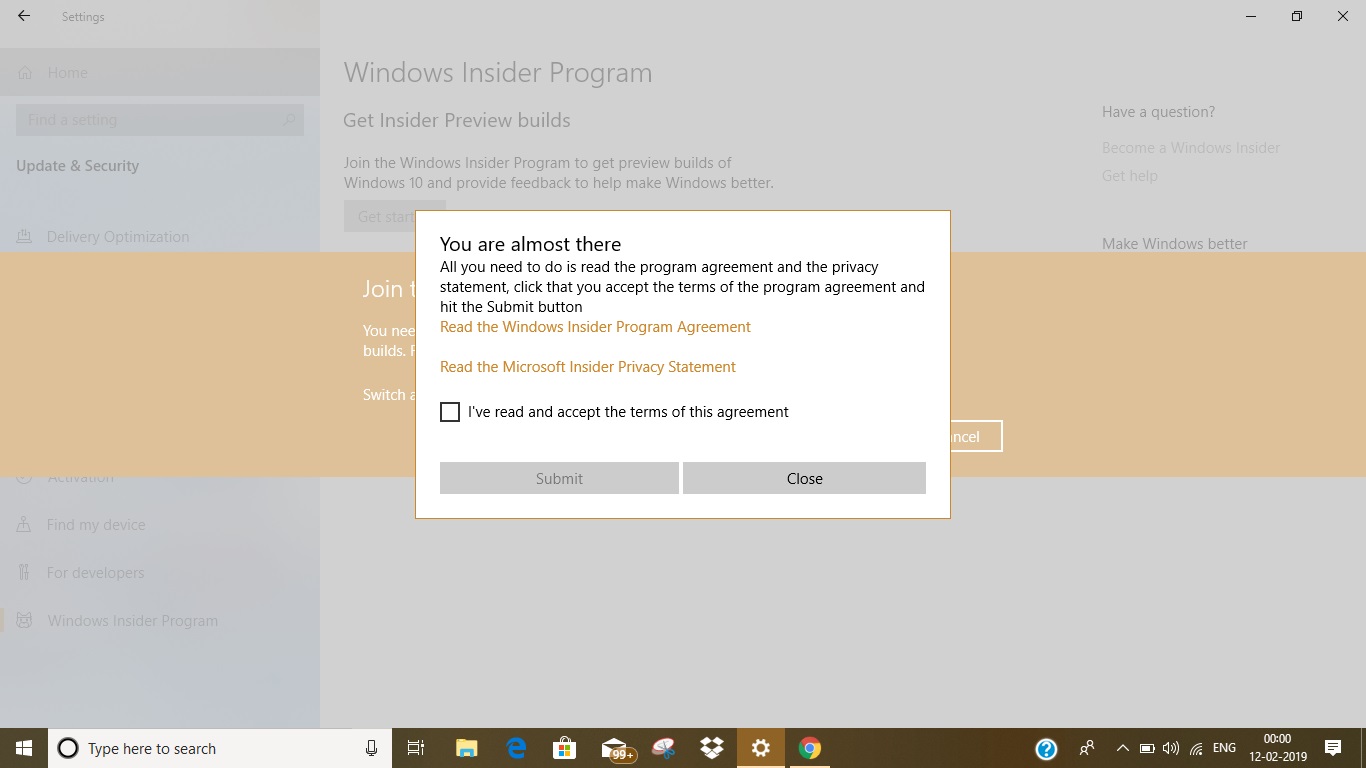 Settings
Home
Find a setting
Update & Security
Delivery Optimization
Activation
Find my device
For developers
Windows Insider Program
Windows Insider Program
Get Insider Preview builds
Join the Windows Insider Program to get preview builds of
Windows 10 and provide feedback to help make Windows better.
Get start
Have a question?
Become a Windows Insider
Get help
Make Windows better
Join t
You nee
builds.
Switch a
ncel
You are almost there
All you need to do is read the program agreement and the privacy
statement, click that you accept the terms of the program agreement and
hit the Submit button
Read the Windows Insider Program Agreement
Read the Microsoft Insider Privacy Statement
I've read and accept the terms of this agreement
Submit Close
Type here to search
99+
ENG
00:00
12-02-2019